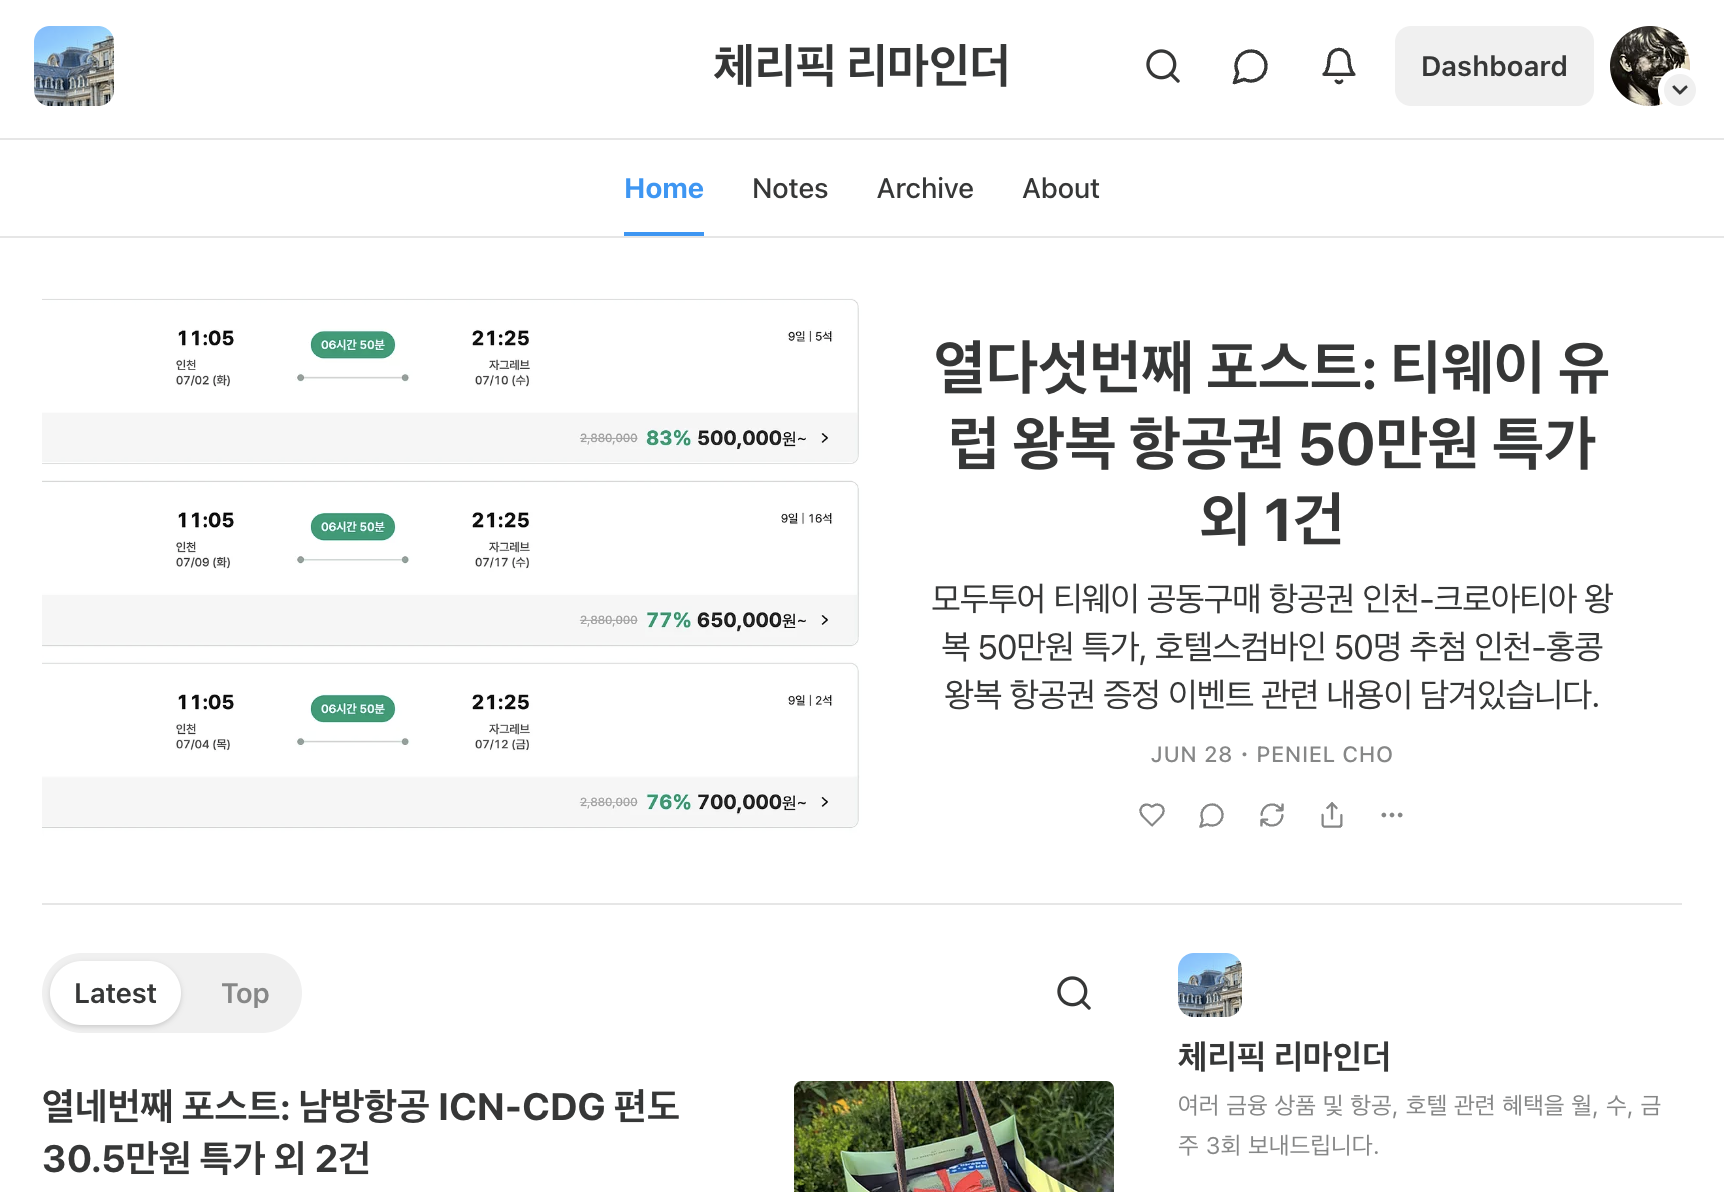 체리픽 리마인더
Dashboard
Home Notes Archive About
11:05 06시간 50분 21:25 9일 | 5석
인천 자그레브
07/02 (화) 07/10 (수)
2,880,000 83% 500,000원~
11:05 06시간 50분 21:25 9일 | 16석
인천 자그레브
07/09 (화) 07/17 (수)
2,880,000 77% 650,000원~
11:05 06시간 50분 21:25 9일 | 2석
인천 자그레브
07/04 (목) 07/12 (금)
2,880,000 76% 700,000원~
열다섯번째 포스트: 티웨이 유
럽 왕복 항공권 50만원 특가
외 1건
모두투어 티웨이 공동구매 항공권 인천-크로아티아 왕
복 50만원 특가, 호텔스컴바인 50명 추첨 인천-홍콩
왕복 항공권 증정 이벤트 관련 내용이 담겨있습니다.
JUN 28 • PENIEL CHO
Latest Top
열네번째 포스트: 남방항공 ICN-CDG 편도
30.5만원 특가 외 2건
체리픽 리마인더
여러 금융 상품 및 항공, 호텔 관련 혜택을 월, 수, 금
주 3회 보내드립니다.